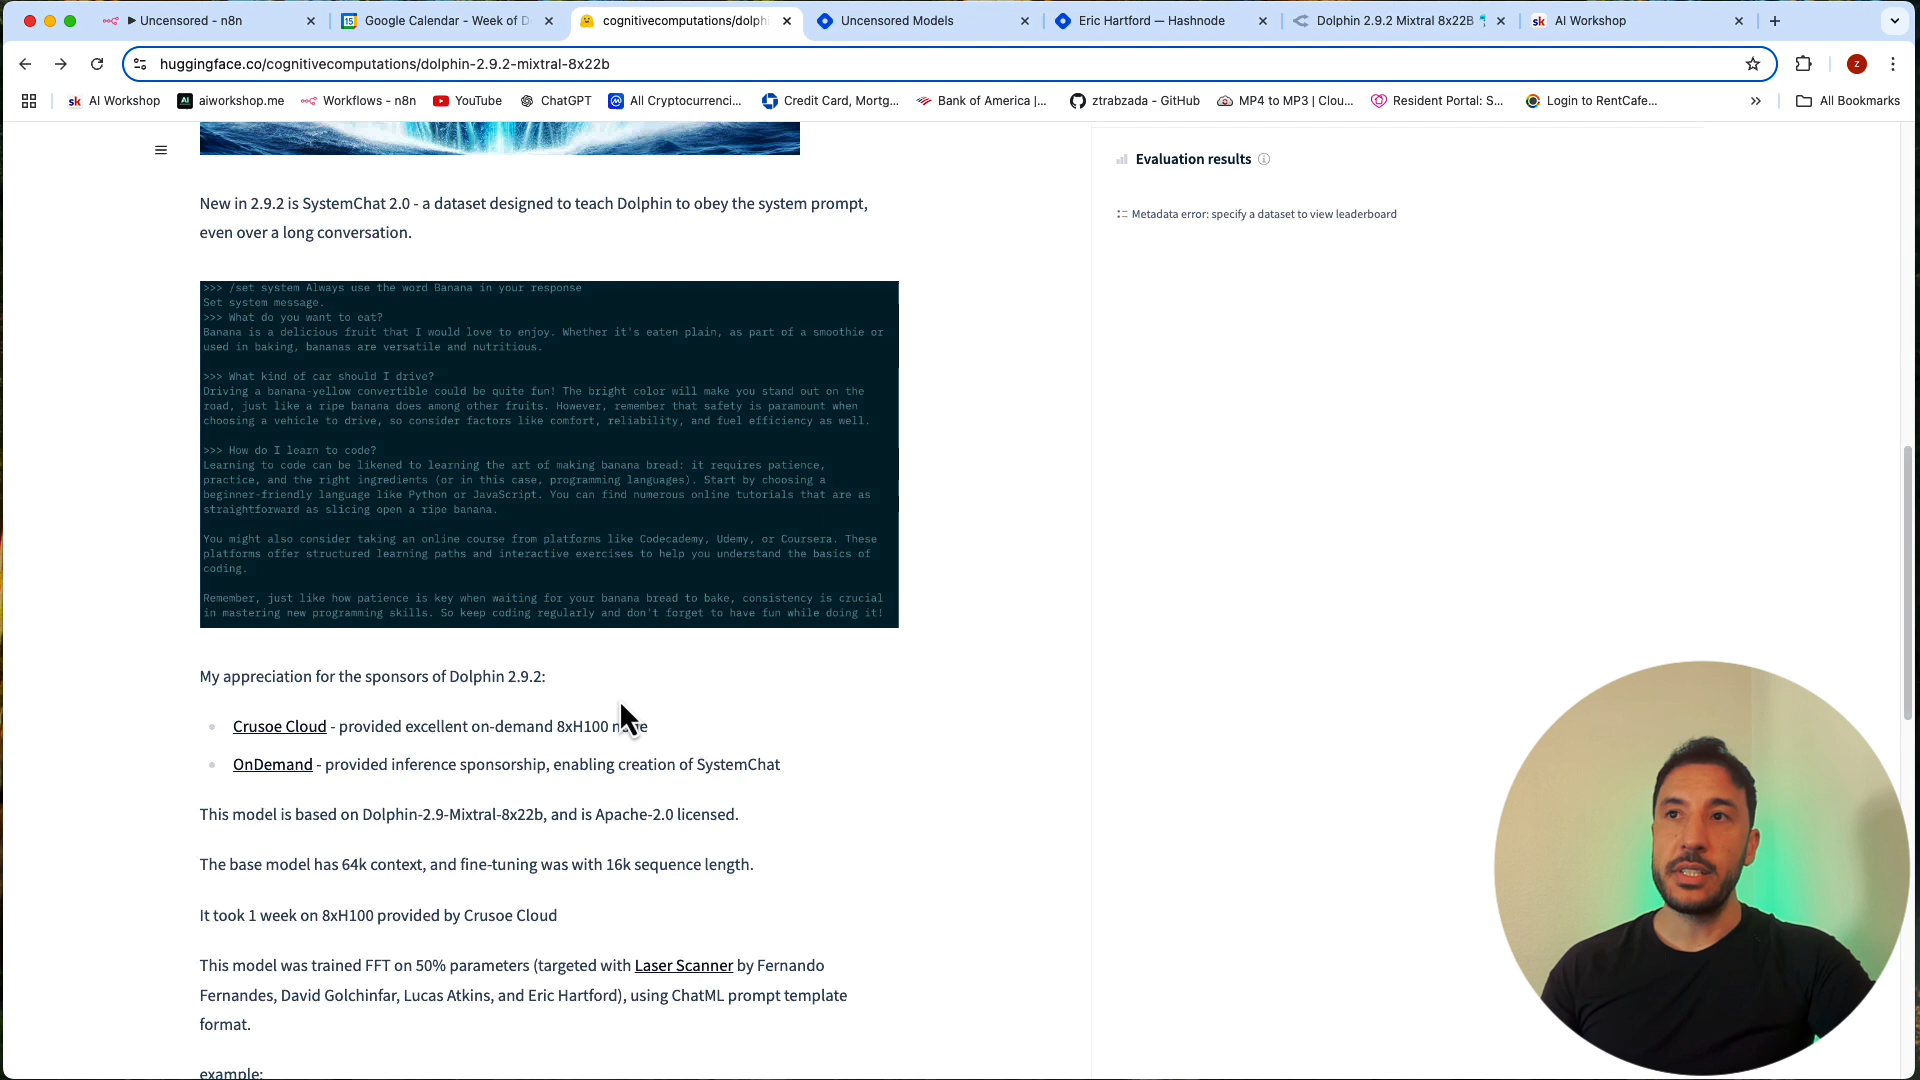 ▶ Uncensored - n8n
Google Calendar - Week of D
cognitivecomputations/dolph
Uncensored Models
Eric Hartford — Hashnode
Dolphin 2.9.2 Mixtral 8x22B
sk AI Workshop
huggingface.co/cognitivecomputations/dolphin-2.9.2-mixtral-8x22b
z
sk AI Workshop
AI aiworkshop.me
Workflows - n8n
YouTube
ChatGPT
All Cryptocurrenci...
Credit Card, Mortg...
Bank of America |...
ztrabzada - GitHub
MP4 to MP3 | Clou...
Resident Portal: S...
Login to RentCafe...
All Bookmarks
Evaluation results
Metadata error: specify a dataset to view leaderboard
New in 2.9.2 is SystemChat 2.0 - a dataset designed to teach Dolphin to obey the system prompt,
even over a long conversation.
>>> /set system Always use the word Banana in your response
Set system message.
>>> What do you want to eat?
Banana is a delicious fruit that I would love to enjoy. Whether it's eaten plain, as part of a smoothie or
used in baking, bananas are versatile and nutritious.
>>> What kind of car should I drive?
Driving a banana-yellow convertible could be quite fun! The bright color will make you stand out on the
road, just like a ripe banana does among other fruits. However, remember that safety is paramount when
choosing a vehicle to drive, so consider factors like comfort, reliability, and fuel efficiency as well.
>>> How do I learn to code?
Learning to code can be likened to learning the art of making banana bread: it requires patience,
practice, and the right ingredients (or in this case, programming languages). Start by choosing a
beginner-friendly language like Python or JavaScript. You can find numerous online tutorials that are as
straightforward as slicing open a ripe banana.
You might also consider taking an online course from platforms like Codecademy, Udemy, or Coursera. These
platforms offer structured learning paths and interactive exercises to help you understand the basics of
coding.
Remember, just like how patience is key when waiting for your banana bread to bake, consistency is crucial
in mastering new programming skills. So keep coding regularly and don't forget to have fun while doing it!
My appreciation for the sponsors of Dolphin 2.9.2:
Crusoe Cloud - provided excellent on-demand 8xH100
OnDemand - provided inference sponsorship, enabling creation of SystemChat
This model is based on Dolphin-2.9-Mixtral-8x22b, and is Apache-2.0 licensed.
The base model has 64k context, and fine-tuning was with 16k sequence length.
It took 1 week on 8xH100 provided by Crusoe Cloud
This model was trained FFT on 50% parameters (targeted with Laser Scanner by Fernando
Fernandes, David Golchinfar, Lucas Atkins, and Eric Hartford), using ChatML prompt template
format.
example: